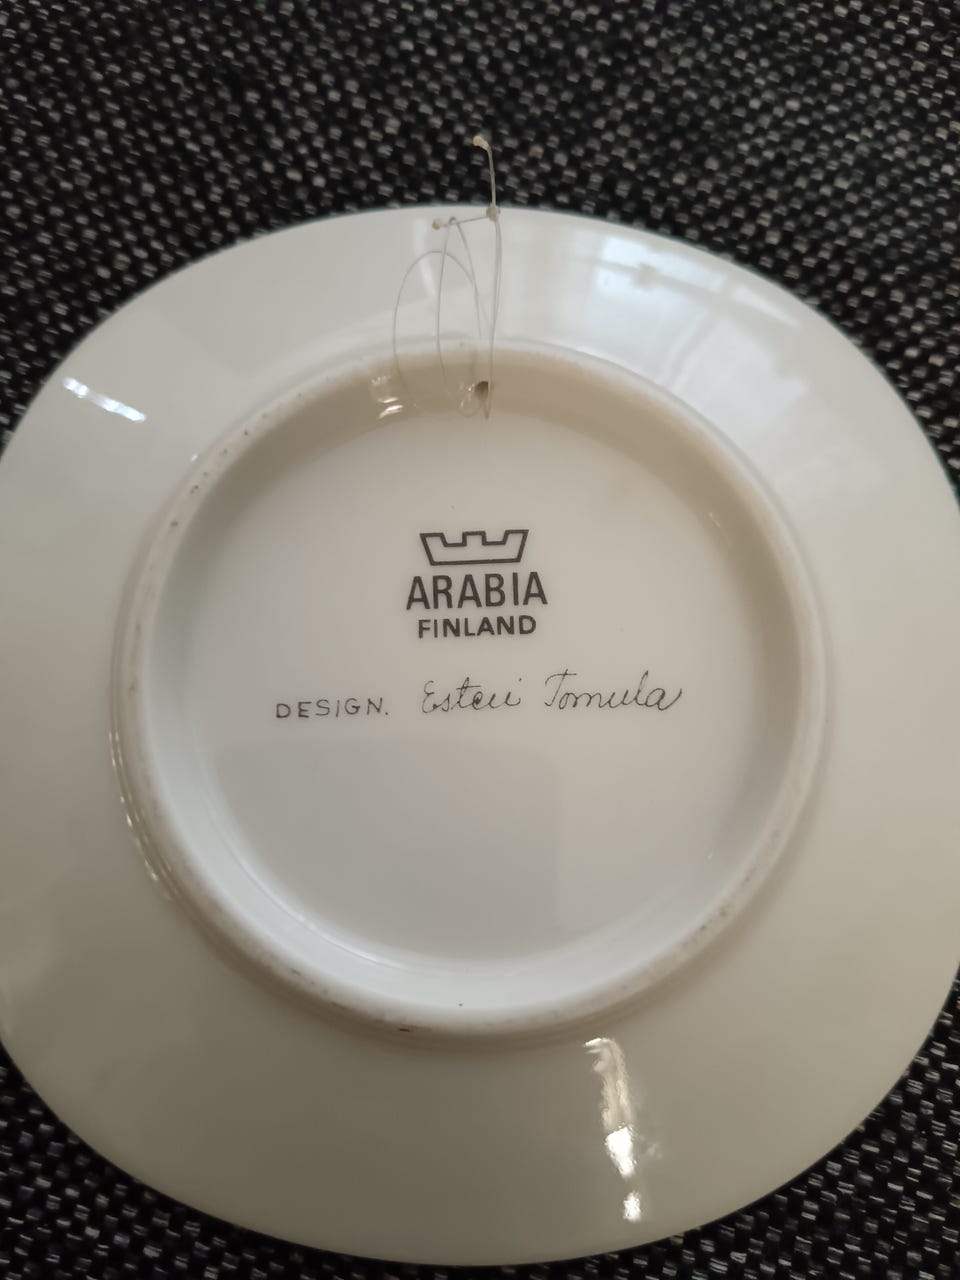 ARABIA
FINLAND
DESIGN. Esteri Tomula